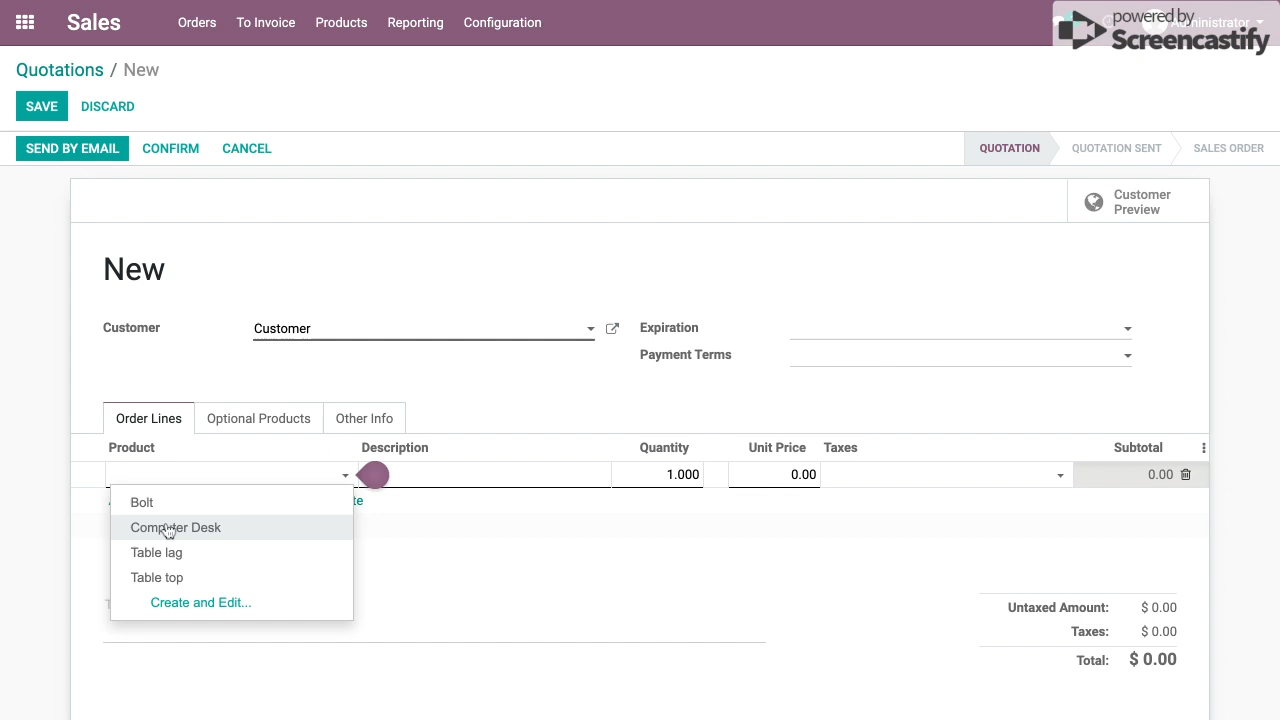 Sales Orders To Invoice Products Reporting Configuration Administrator
powered by
Screencastify
Quotations / New
SAVE DISCARD
SEND BY EMAIL CONFIRM CANCEL QUOTATION QUOTATION SENT SALES ORDER
Customer
Preview
New
Customer Customer Expiration
Payment Terms
Order Lines Optional Products Other Info
Product Description Quantity Unit Price Taxes Subtotal
1.000 0.00 0.00
Bolt
Computer Desk
Table lag
Table top
Create and Edit...
Untaxed Amount: $ 0.00
Taxes: $ 0.00
Total: $ 0.00